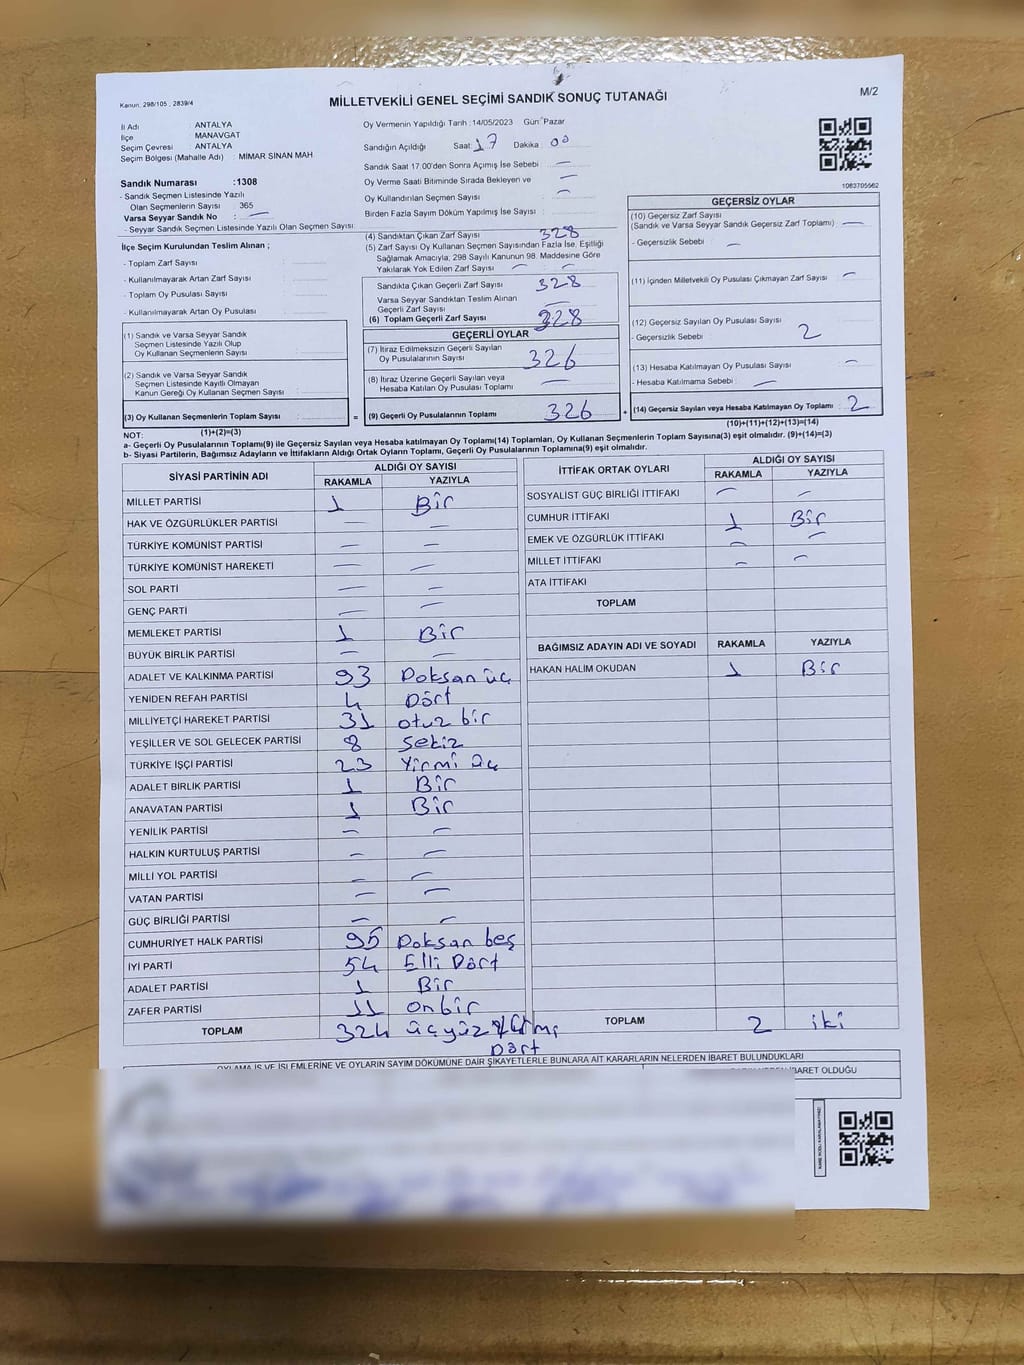 Kanun, 298/105 , 2839/4
MİLLETVEKİLİ GENEL SEÇİMİ SANDIK SONUÇ TUTANAĞI
M/2
İl Adı : ANTALYA
İlçe : MANAVGAT
Seçim Çevresi : ANTALYA
Seçim Bölgesi (Mahalle Adı) : MİMAR SİNAN MAH
Sandık Numarası :1308
- Sandık Seçmen Listesinde Yazılı
Olan Seçmenlerin Sayısı : 365
Varsa Seyyar Sandık No : —
- Seyyar Sandık Seçmen Listesinde Yazılı Olan Seçmen Sayısı
Oy Vermenin Yapıldığı Tarih :14/05/2023 Gün : Pazar
Sandığın Açıldığı Saat: 17 Dakika : 00
Sandık Saat 17.00'den Sonra Açımış İse Sebebi : —
Oy Verme Saati Bitiminde Sırada Bekleyen ve —
Oy Kullandırılan Seçmen Sayısı : —
Birden Fazla Sayım Döküm Yapılmış İse Sayısı :
1083705562
İlçe Seçim Kurulundan Teslim Alınan ;
- Toplam Zarf Sayısı :
- Kullanılmayarak Artan Zarf Sayısı :
- Toplam Oy Pusulası Sayısı :
- Kullanılmayarak Artan Oy Pusulası :
(1) Sandık ve Varsa Seyyar Sandık
Seçmen Listesinde Yazılı Olup
Oy Kullanan Seçmenlerin Sayısı :
(2) Sandık ve Varsa Seyyar Sandık
Seçmen Listesinde Kayıtlı Olmayan
Kanun Gereği Oy Kullanan Seçmen Sayısı :
(3) Oy Kullanan Seçmenlerin Toplam Sayısı :
(1)+(2)=(3)
(4) Sandıktan Çıkan Zarf Sayısı : 328
(5) Zarf Sayısı Oy Kullanan Seçmen Sayısından Fazla İse, Eşitliği
Sağlamak Amacıyla, 298 Sayılı Kanunun 98. Maddesine Göre
Yakılarak Yok Edilen Zarf Sayısı : — —
Sandıkta Çıkan Geçerli Zarf Sayısı : 328
Varsa Seyyar Sandıktan Teslim Alınan
Geçerli Zarf Sayısı : —
(6) Toplam Geçerli Zarf Sayısı : 328
GEÇERLİ OYLAR
(7) İtiraz Edilmeksizin Geçerli Sayılan
Oy Pusulalarının Sayısı : 326
(8) İtiraz Üzerine Geçerli Sayılan veya
Hesaba Katılan Oy Pusulası Toplamı : —
= (9) Geçerli Oy Pusulalarının Toplamı : 326 +
GEÇERSİZ OYLAR
(10) Geçersiz Zarf Sayısı
(Sandık ve Varsa Seyyar Sandık Geçersiz Zarf Toplamı) : —
- Geçersizlik Sebebi : —
(11) İçinden Milletvekili Oy Pusulası Çıkmayan Zarf Sayısı : —
(12) Geçersiz Sayılan Oy Pusulası Sayısı :
- Geçersizlik Sebebi : 2
(13) Hesaba Katılmayan Oy Pusulası Sayısı : —
- Hesaba Katılmama Sebebi : —
(14) Geçersiz Sayılan veya Hesaba Katılmayan Oy Toplamı : 2
(10)+(11)+(12)+(13)=(14)
NOT:
a- Geçerli Oy Pusulalarının Toplamı(9) ile Geçersiz Sayılan veya Hesaba katılmayan Oy Toplamı(14) Toplamları, Oy Kullanan Seçmenlerin Toplam Sayısına(3) eşit olmalıdır. (9)+(14)=(3)
b- Siyasi Partilerin, Bağımsız Adayların ve İttifakların Aldığı Ortak Oyların Toplamı, Geçerli Oy Pusulalarının Toplamına(9) eşit olmalıdır.
SİYASİ PARTİNİN ADI ALDIĞI OY SAYISI
RAKAMLA YAZIYLA
MİLLET PARTİSİ 1 Bir
HAK VE ÖZGÜRLÜKLER PARTİSİ — —
TÜRKİYE KOMÜNİST PARTİSİ — —
TÜRKİYE KOMÜNİST HAREKETİ — —
SOL PARTİ — —
GENÇ PARTİ — —
MEMLEKET PARTİSİ 1 Bir
BÜYÜK BİRLİK PARTİSİ — —
ADALET VE KALKINMA PARTİSİ 93 Doksan üç
YENİDEN REFAH PARTİSİ 4 Dört
MİLLİYETÇİ HAREKET PARTİSİ 31 otuz bir
YEŞİLLER VE SOL GELECEK PARTİSİ 8 Sekiz
TÜRKİYE İŞÇİ PARTİSİ 23 Yirmi üç
ADALET BİRLİK PARTİSİ 1 Bir
ANAVATAN PARTİSİ 1 Bir
YENİLİK PARTİSİ — —
HALKIN KURTULUŞ PARTİSİ — —
MİLLİ YOL PARTİSİ — —
VATAN PARTİSİ — —
GÜÇ BİRLİĞİ PARTİSİ — —
CUMHURİYET HALK PARTİSİ 95 Doksan beş
İYİ PARTİ 54 Elli Dört
ADALET PARTİSİ 1 Bir
ZAFER PARTİSİ 11 onbir
TOPLAM 324 üçyüz yirmi
Dört
İTTİFAK ORTAK OYLARI ALDIĞI OY SAYISI
RAKAMLA YAZIYLA
SOSYALİST GÜÇ BİRLİĞİ İTTİFAKI — —
CUMHUR İTTİFAKI 1 Bir
EMEK VE ÖZGÜRLÜK İTTİFAKI — —
MİLLET İTTİFAKI — —
ATA İTTİFAKI
TOPLAM
BAĞIMSIZ ADAYIN ADI VE SOYADI RAKAMLA YAZIYLA
HAKAN HALİM OKUDAN 1 Bir
TOPLAM 2 iki
OYLAMA İŞ VE İŞLEMLERİNE VE OYLARIN SAYIM DÖKÜMÜNE DAİR ŞİKAYETLERLE BUNLARA AİT KARARLARIN NELERDEN İBARET BULUNDUKLARI
İBARET OLDUĞU